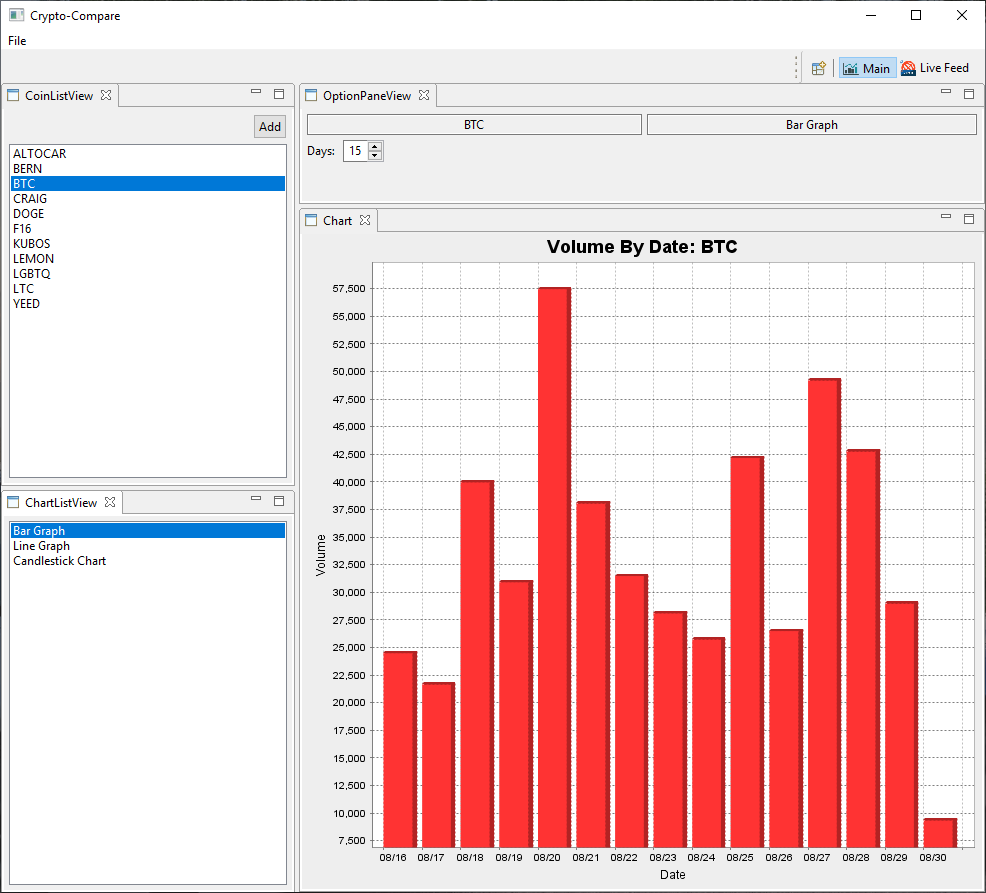 Crypto-Compare
File
Main Live Feed
CoinListView
Add
ALTOCAR
BERN
BTC
CRAIG
DOGE
F16
KUBOS
LEMON
LGBTQ
LTC
YEED
ChartListView
Bar Graph
Line Graph
Candlestick Chart
OptionPaneView
BTC Bar Graph
Days: 15
Chart
Volume By Date: BTC
57,500
55,000
52,500
50,000
47,500
45,000
42,500
40,000
37,500
35,000
32,500
30,000
27,500
25,000
22,500
20,000
17,500
15,000
12,500
10,000
7,500
Volume
08/16 08/17 08/18 08/19 08/20 08/21 08/22 08/23 08/24 08/25 08/26 08/27 08/28 08/29 08/30
Date